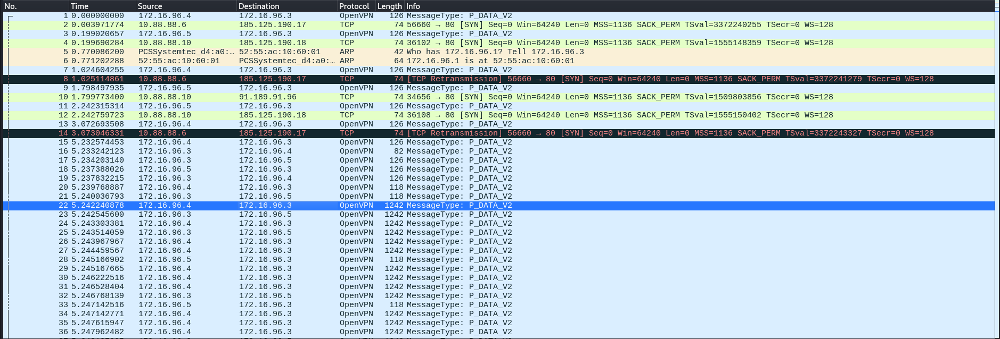 No. Time Source Destination Protocol Length Info
1 0.000000000 172.16.96.4 172.16.96.3 OpenVPN 126 MessageType: P_DATA_V2
2 0.003971774 10.88.88.6 185.125.190.17 TCP 74 56660 → 80 [SYN] Seq=0 Win=64240 Len=0 MSS=1136 SACK_PERM TSval=3372240255 TSecr=0 WS=128
3 0.199020657 172.16.96.5 172.16.96.3 OpenVPN 126 MessageType: P_DATA_V2
4 0.199690284 10.88.88.10 185.125.190.18 TCP 74 36102 → 80 [SYN] Seq=0 Win=64240 Len=0 MSS=1136 SACK_PERM TSval=1555148359 TSecr=0 WS=128
5 0.770086200 PCSSystemtec_d4:a0:… 52:55:ac:10:60:01 ARP 42 Who has 172.16.96.1? Tell 172.16.96.3
6 0.771202288 52:55:ac:10:60:01 PCSSystemtec_d4:a0:… ARP 64 172.16.96.1 is at 52:55:ac:10:60:01
7 1.024604255 172.16.96.4 172.16.96.3 OpenVPN 126 MessageType: P_DATA_V2
8 1.025114861 10.88.88.6 185.125.190.17 TCP 74 [TCP Retransmission] 56660 → 80 [SYN] Seq=0 Win=64240 Len=0 MSS=1136 SACK_PERM TSval=3372241279 TSecr=0 WS=128
9 1.798497935 172.16.96.5 172.16.96.3 OpenVPN 126 MessageType: P_DATA_V2
10 1.799773400 10.88.88.10 91.189.91.96 TCP 74 34656 → 80 [SYN] Seq=0 Win=64240 Len=0 MSS=1136 SACK_PERM TSval=1509803856 TSecr=0 WS=128
11 2.242315314 172.16.96.5 172.16.96.3 OpenVPN 126 MessageType: P_DATA_V2
12 2.242759723 10.88.88.10 185.125.190.18 TCP 74 36108 → 80 [SYN] Seq=0 Win=64240 Len=0 MSS=1136 SACK_PERM TSval=1555150402 TSecr=0 WS=128
13 3.072693508 172.16.96.4 172.16.96.3 OpenVPN 126 MessageType: P_DATA_V2
14 3.073046331 10.88.88.6 185.125.190.17 TCP 74 [TCP Retransmission] 56660 → 80 [SYN] Seq=0 Win=64240 Len=0 MSS=1136 SACK_PERM TSval=3372243327 TSecr=0 WS=128
15 5.232574453 172.16.96.4 172.16.96.3 OpenVPN 126 MessageType: P_DATA_V2
16 5.233242123 172.16.96.3 172.16.96.4 OpenVPN 82 MessageType: P_DATA_V2
17 5.234203140 172.16.96.3 172.16.96.5 OpenVPN 126 MessageType: P_DATA_V2
18 5.237388026 172.16.96.5 172.16.96.3 OpenVPN 126 MessageType: P_DATA_V2
19 5.237832215 172.16.96.3 172.16.96.4 OpenVPN 126 MessageType: P_DATA_V2
20 5.239768887 172.16.96.4 172.16.96.3 OpenVPN 118 MessageType: P_DATA_V2
21 5.240036793 172.16.96.3 172.16.96.5 OpenVPN 118 MessageType: P_DATA_V2
22 5.242240878 172.16.96.4 172.16.96.3 OpenVPN 1242 MessageType: P_DATA_V2
23 5.242545600 172.16.96.3 172.16.96.5 OpenVPN 1242 MessageType: P_DATA_V2
24 5.243303381 172.16.96.4 172.16.96.3 OpenVPN 1242 MessageType: P_DATA_V2
25 5.243514059 172.16.96.3 172.16.96.5 OpenVPN 1242 MessageType: P_DATA_V2
26 5.243967967 172.16.96.4 172.16.96.3 OpenVPN 1242 MessageType: P_DATA_V2
27 5.244459567 172.16.96.4 172.16.96.3 OpenVPN 1242 MessageType: P_DATA_V2
28 5.245166902 172.16.96.5 172.16.96.3 OpenVPN 118 MessageType: P_DATA_V2
29 5.245167665 172.16.96.4 172.16.96.3 OpenVPN 1242 MessageType: P_DATA_V2
30 5.246222516 172.16.96.4 172.16.96.3 OpenVPN 1242 MessageType: P_DATA_V2
31 5.246528404 172.16.96.4 172.16.96.3 OpenVPN 1242 MessageType: P_DATA_V2
32 5.246768139 172.16.96.3 172.16.96.5 OpenVPN 1242 MessageType: P_DATA_V2
33 5.247142516 172.16.96.5 172.16.96.3 OpenVPN 118 MessageType: P_DATA_V2
34 5.247142771 172.16.96.4 172.16.96.3 OpenVPN 1242 MessageType: P_DATA_V2
35 5.247615947 172.16.96.4 172.16.96.3 OpenVPN 1242 MessageType: P_DATA_V2
36 5.247962482 172.16.96.4 172.16.96.3 OpenVPN 1242 MessageType: P_DATA_V2